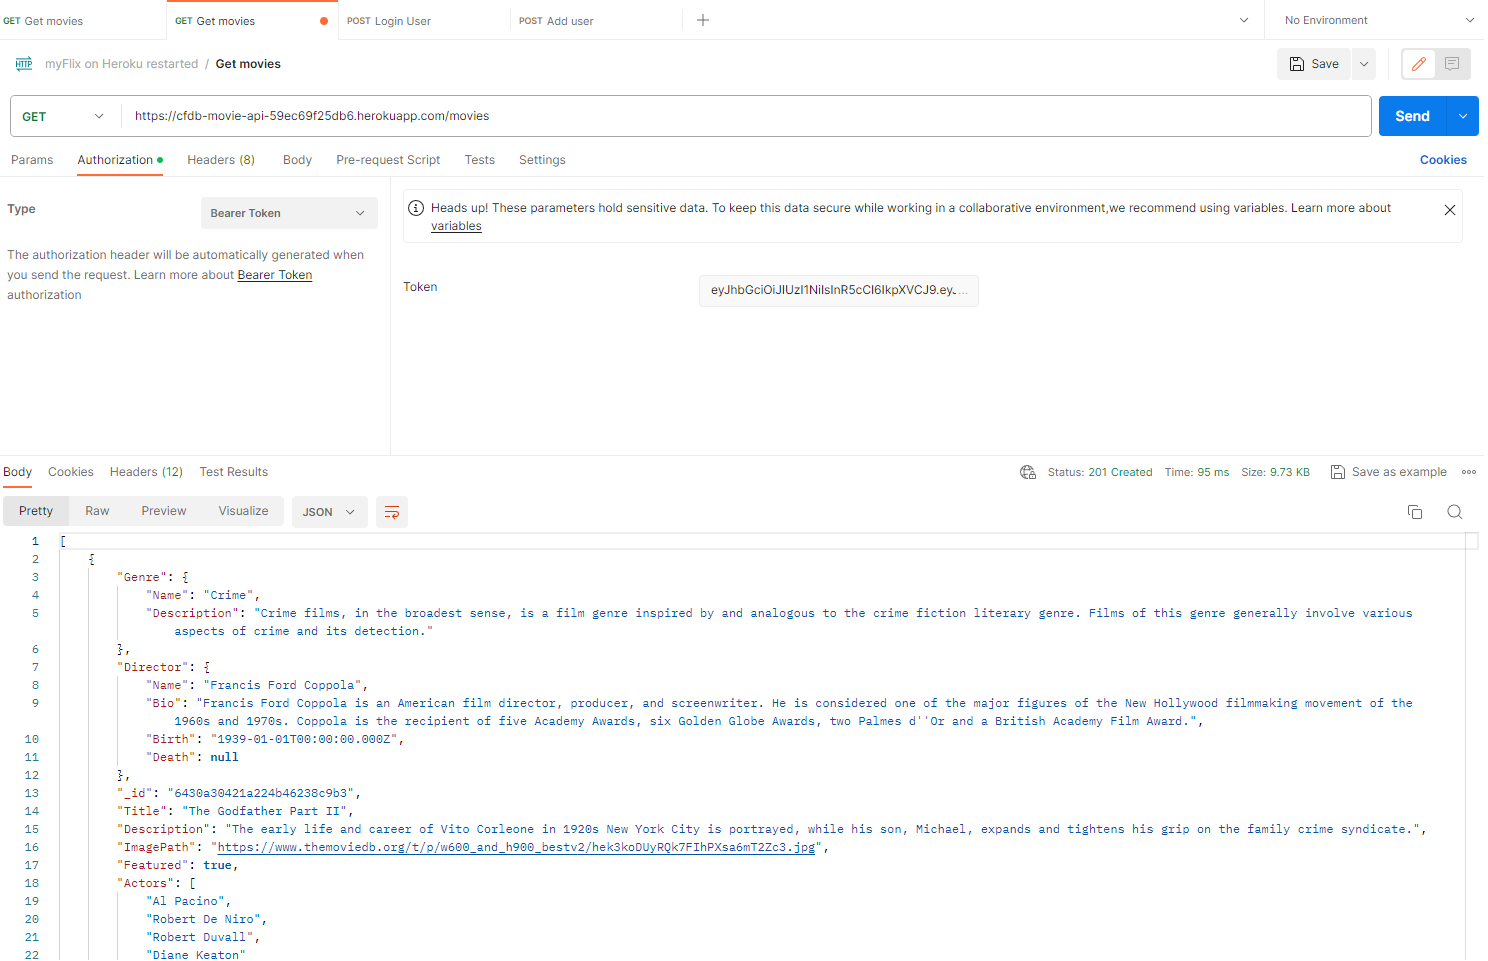 GET Get movies
GET Get movies
POST Login User
POST Add user
No Environment
HTTP myFlix on Heroku restarted / Get movies
Save
GET https://cfdb-movie-api-59ec69f25db6.herokuapp.com/movies
Send
Params Authorization Headers (8) Body Pre-request Script Tests Settings Cookies
Type Bearer Token
The authorization header will be automatically generated when
you send the request. Learn more about Bearer Token
authorization
Heads up! These parameters hold sensitive data. To keep this data secure while working in a collaborative environment,we recommend using variables. Learn more about
variables
Token eyJhbGciOiJIUzI1NiIsInR5cCI6IkpXVCJ9.eyJ...
Body Cookies Headers (12) Test Results Status: 201 Created Time: 95 ms Size: 9.73 KB Save as example
Pretty Raw Preview Visualize JSON
1 [
2 {
3 "Genre": {
4 "Name": "Crime",
5 "Description": "Crime films, in the broadest sense, is a film genre inspired by and analogous to the crime fiction literary genre. Films of this genre generally involve various
aspects of crime and its detection."
6 },
7 "Director": {
8 "Name": "Francis Ford Coppola",
9 "Bio": "Francis Ford Coppola is an American film director, producer, and screenwriter. He is considered one of the major figures of the New Hollywood filmmaking movement of the
1960s and 1970s. Coppola is the recipient of five Academy Awards, six Golden Globe Awards, two Palmes d''Or and a British Academy Film Award.",
10 "Birth": "1939-01-01T00:00:00.000Z",
11 "Death": null
12 },
13 "_id": "6430a30421a224b46238c9b3",
14 "Title": "The Godfather Part II",
15 "Description": "The early life and career of Vito Corleone in 1920s New York City is portrayed, while his son, Michael, expands and tightens his grip on the family crime syndicate.",
16 "ImagePath": "https://www.themoviedb.org/t/p/w600_and_h900_bestv2/hek3koDUyRQk7FIhPXsa6mT2Zc3.jpg",
17 "Featured": true,
18 "Actors": [
19 "Al Pacino",
20 "Robert De Niro",
21 "Robert Duvall",
22 "Diane Keaton"